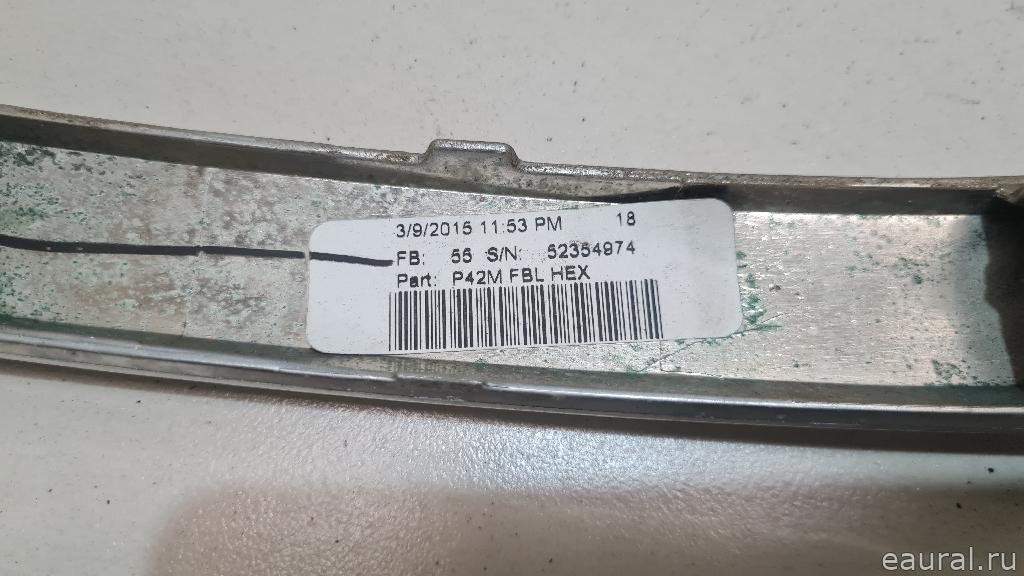 3/9/2015 11:53 PM 18
FB: 55 S/N: 52354974
Part: P42M FBL HEX
eaural.ru